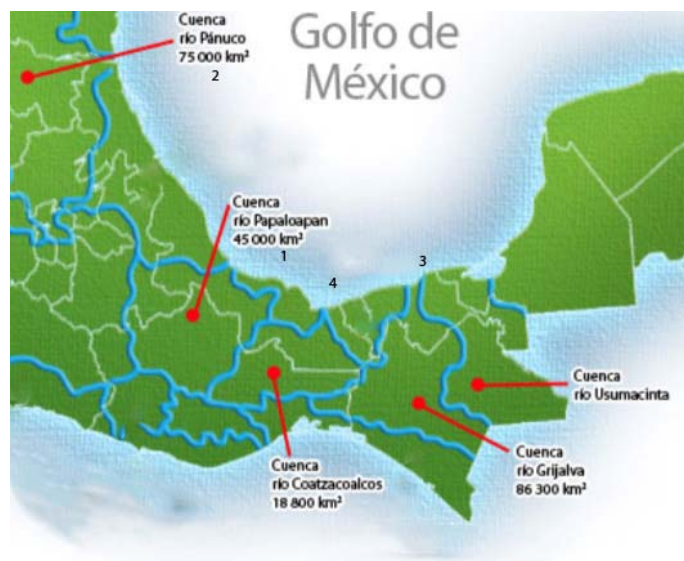 Cuenca
río Pánuco
75 000 km²
2
Golfo de
México
Cuenca
río Papaloapan
45 000 km²
1
4
3
Cuenca
río Usumacinta
Cuenca
río Grijalva
86 300 km²
Cuenca
río Coatzacoalcos
18 800 km²